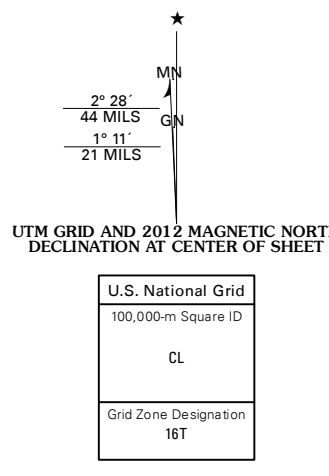 MN
2° 28´
44 MILS
GN
1° 11´
21 MILS
UTM GRID AND 2012 MAGNETIC NORT
DECLINATION AT CENTER OF SHEET
U.S. National Grid
100,000-m Square ID
CL
Grid Zone Designation
16T